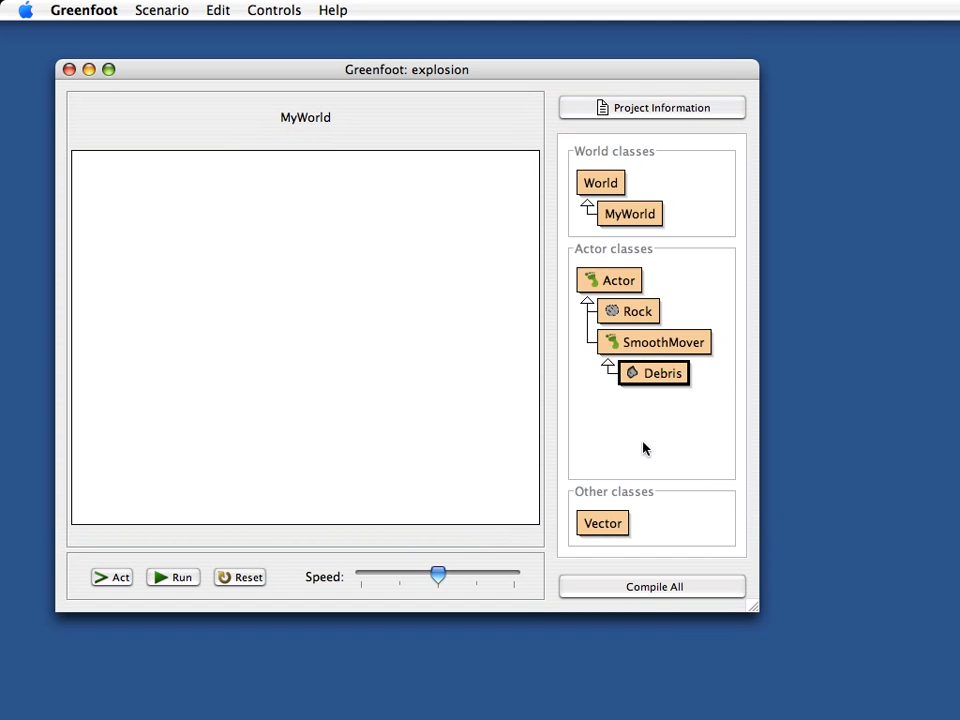 Greenfoot Scenario Edit Controls Help
Greenfoot: explosion
MyWorld
Project Information
World classes
World
MyWorld
Actor classes
Actor
Rock
SmoothMover
Debris
Other classes
Vector
Act Run Reset Speed:
Compile All